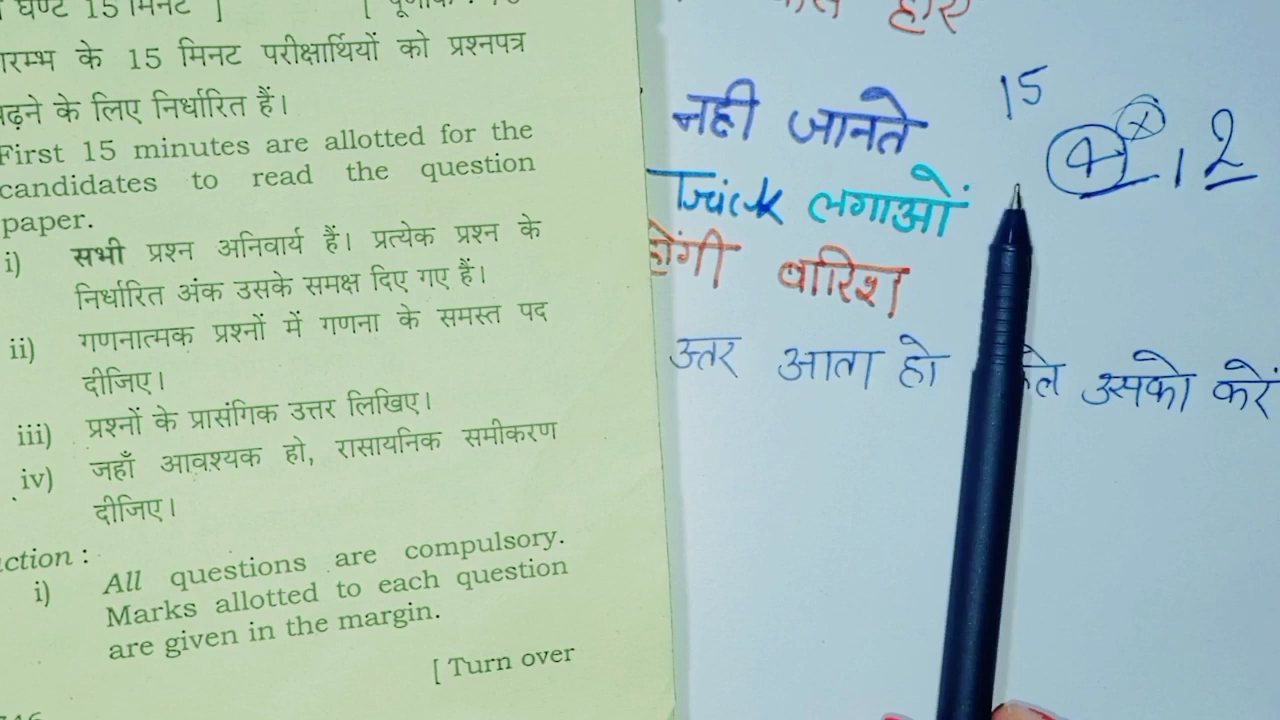 घण्टे 15 मिनट ]
[ पूर्णांक :
के 15 मिनट परीक्षार्थियों को प्रश्नपत्र
के लिए निर्धारित हैं।
First 15 minutes are allotted for the
candidates to read the question
paper.
i) सभी प्रश्न अनिवार्य हैं। प्रत्येक प्रश्न के
निर्धारित अंक उसके समक्ष दिए गए हैं।
ii) गणनात्मक प्रश्नों में गणना के समस्त पद
दीजिए।
iii) प्रश्नों के प्रासंगिक उत्तर लिखिए।
iv) जहाँ आवश्यक हो, रासायनिक समीकरण
दीजिए।
ction :
i) All questions are compulsory.
Marks allotted to each question
are given in the margin.
[ Turn over
नही जानते
Trick लगाओं
होंगी बारिश
उत्तर आता हो
उसको करें
15
4 x 1 2